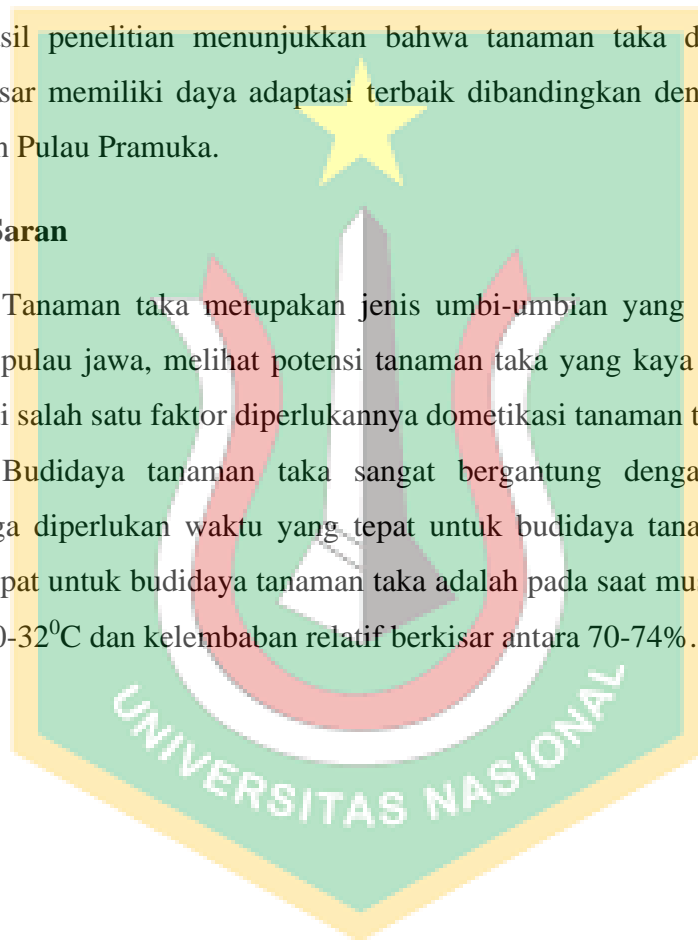 sil penelitian menunjukkan bahwa tanaman taka d
sar memiliki daya adaptasi terbaik dibandingkan den
n Pulau Pramuka.
Saran
Tanaman taka merupakan jenis umbi-umbian yang
pulau jawa, melihat potensi tanaman taka yang kaya
i salah satu faktor diperlukannya dometikasi tanaman t
Budidaya tanaman taka sangat bergantung denga
ga diperlukan waktu yang tepat untuk budidaya tana
pat untuk budidaya tanaman taka adalah pada saat mu
0-32⁰C dan kelembaban relatif berkisar antara 70-74%.
UNIVERSITAS NASIONAL